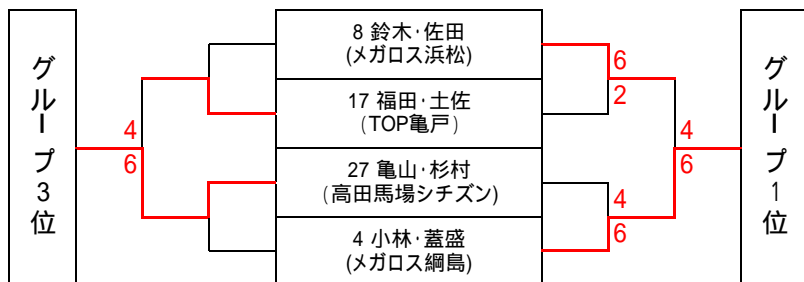 グループ3位
8 鈴木・佐田
(メガロス浜松)
17 福田・土佐
(TOP亀戸)
27 亀山・杉村
(高田馬場シチズン)
4 小林・蓋盛
(メガロス綱島)
4
6
6
2
4
6
4
6
グループ1位